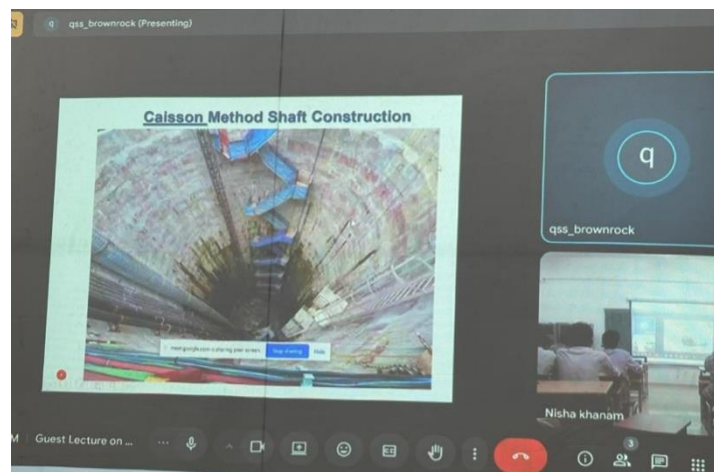 q qss_brownrock (Presenting)
Caisson Method Shaft Construction
q
qss_brownrock
meet.google.com is sharing your screen.
Stop sharing
Hide
Nisha khanam
M Guest Lecture on ...
CC
3